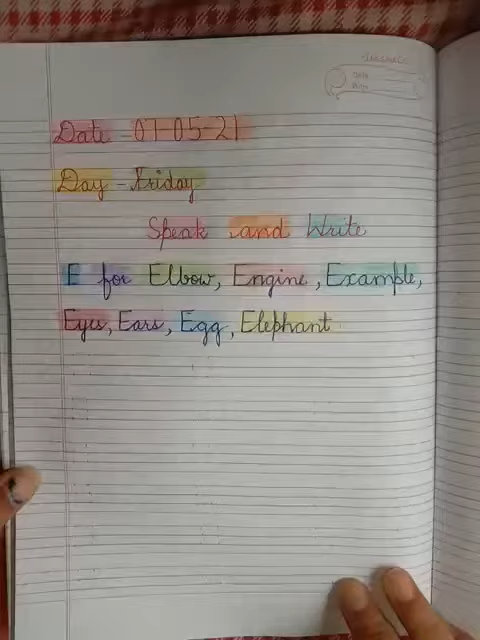 Date - 07-05-21
Day - Friday
Speak and Write
E for Elbow, Engine, Example,
Eyes, Ears, Egg, Elephant